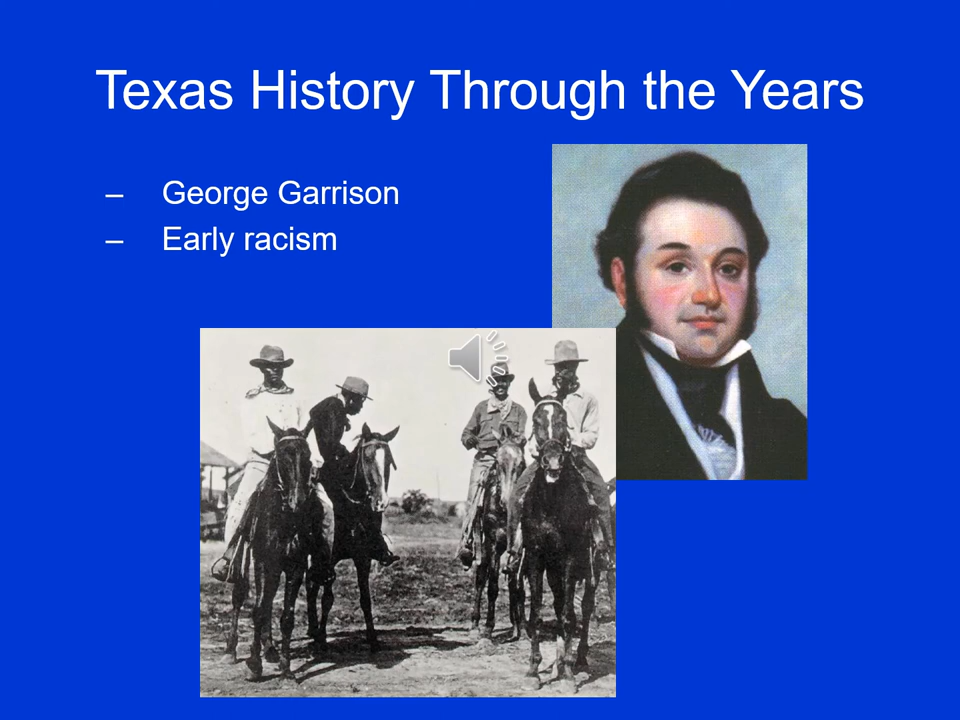 Texas History Through the Years
– George Garrison
– Early racism